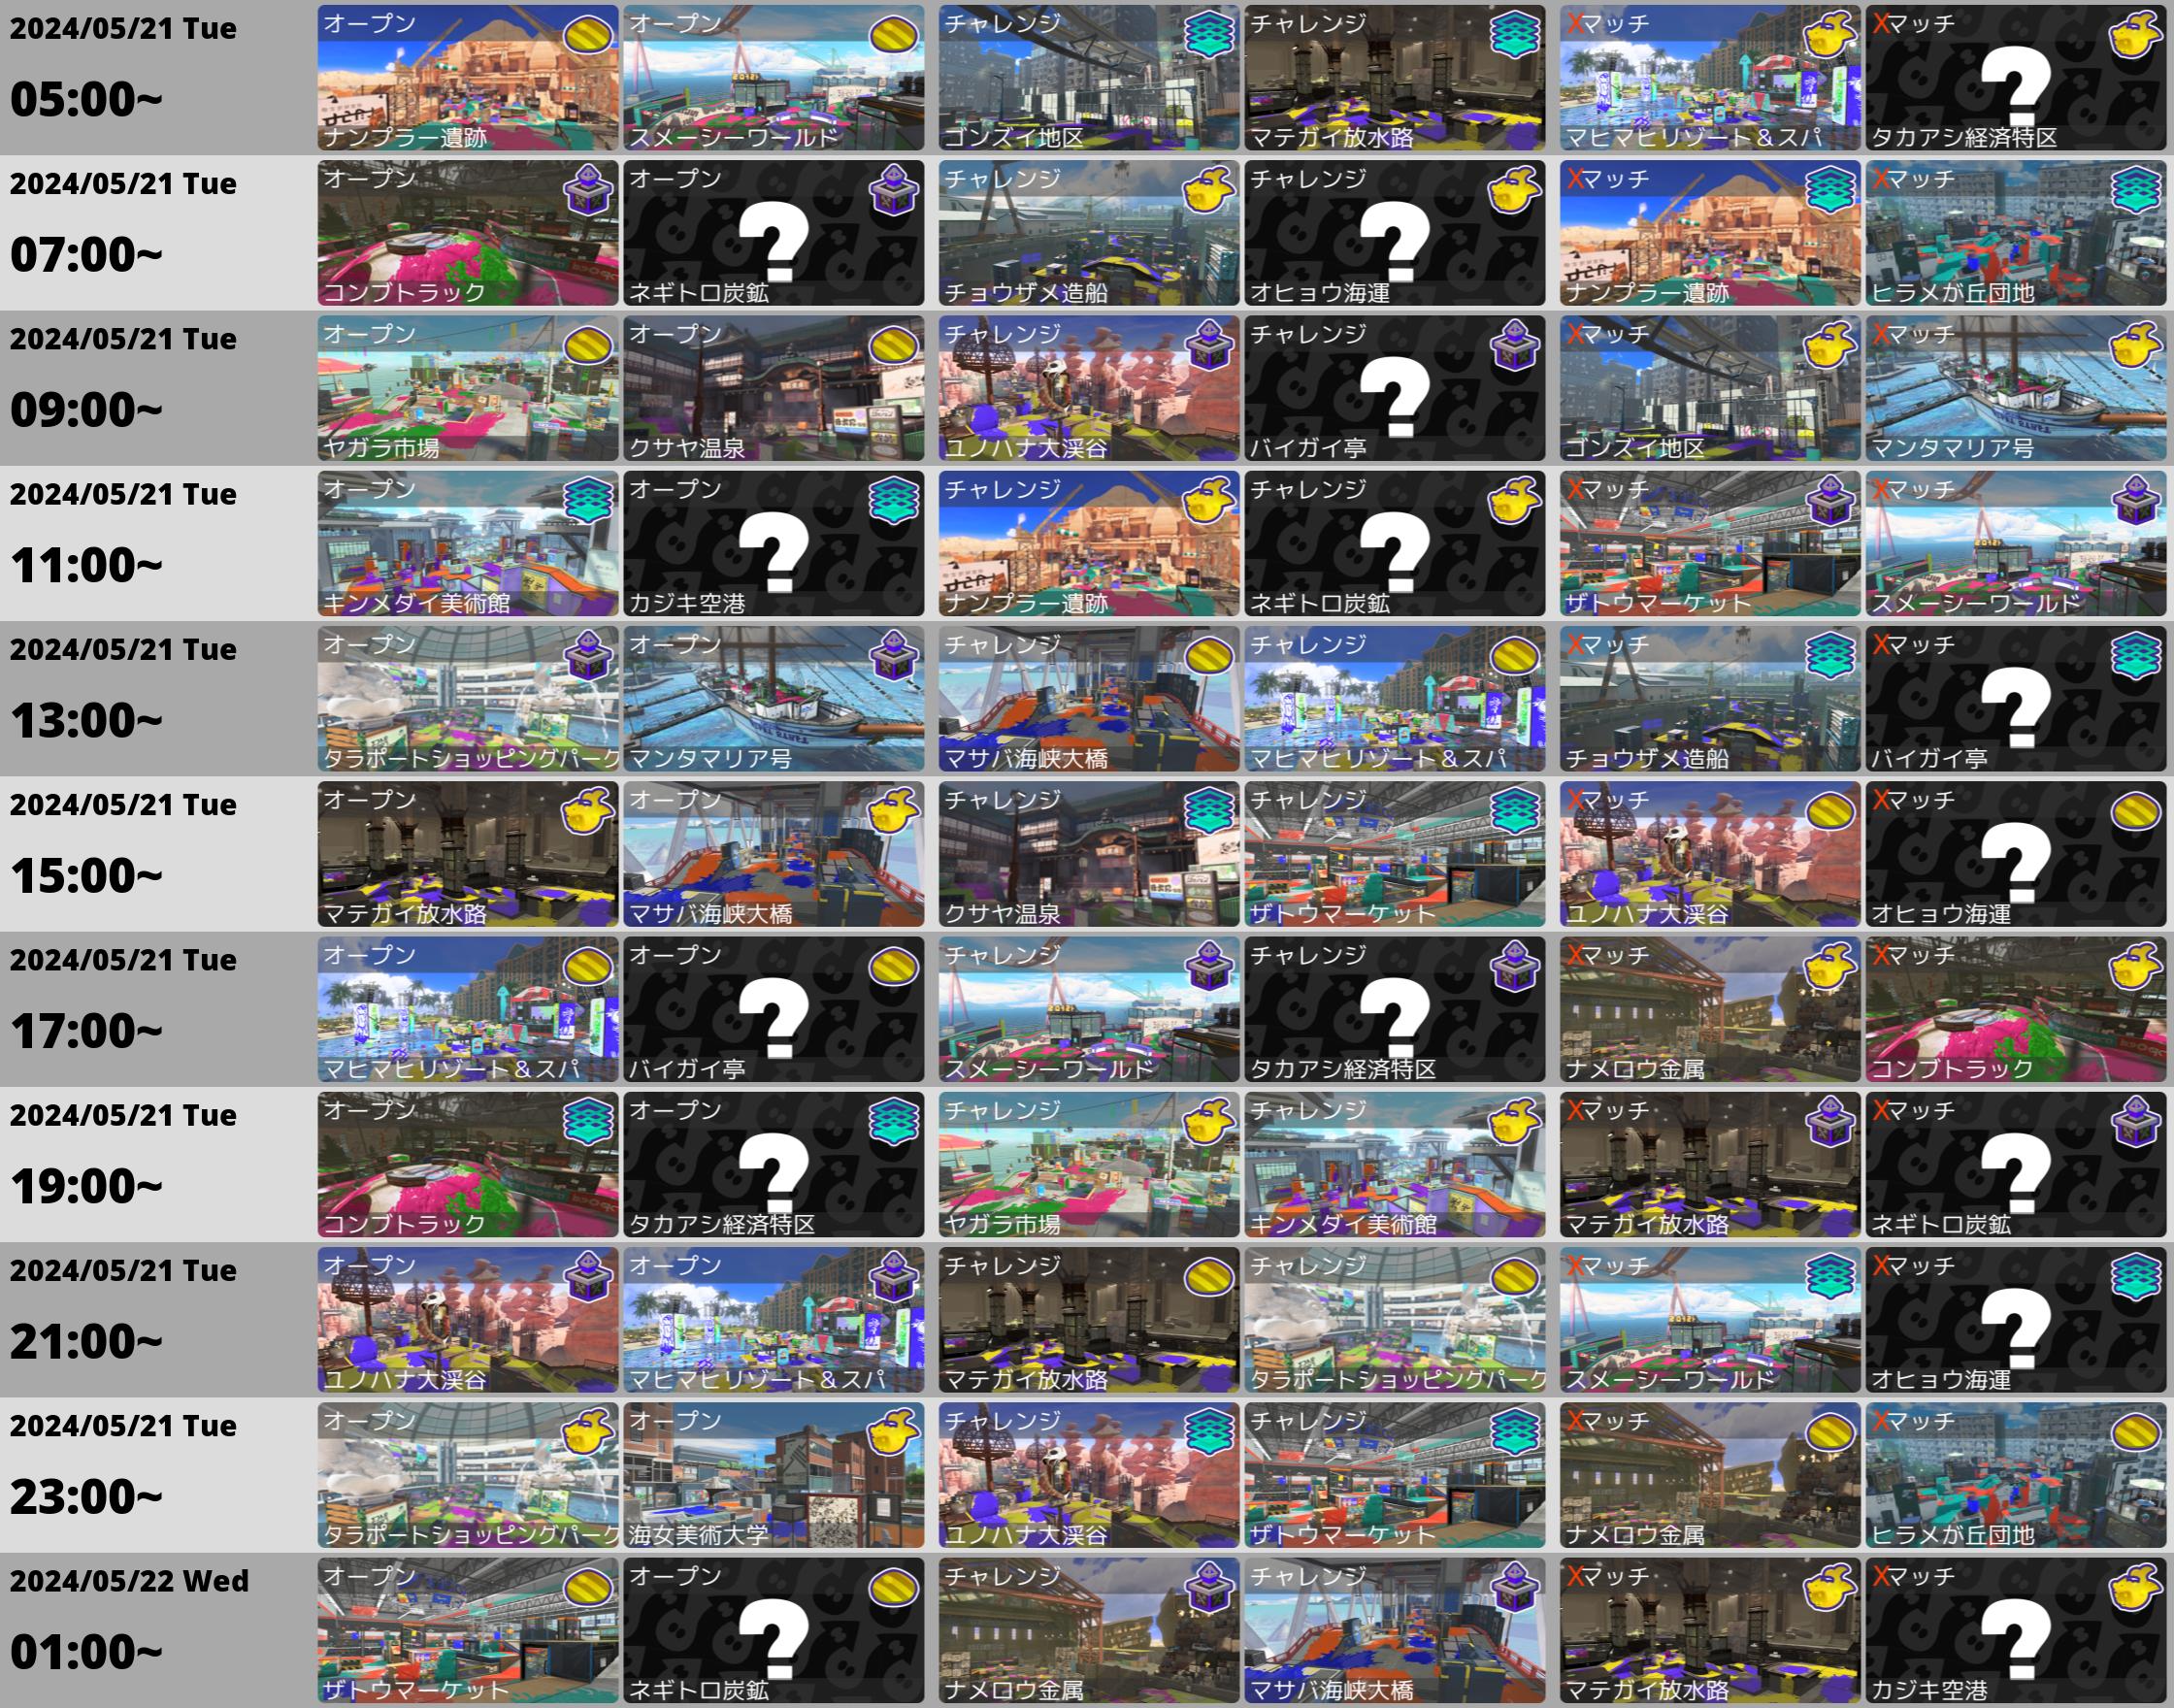 2024/05/21 Tue
05:00~
オープン
ナンプラー遺跡
オープン
スメーシーワールド
チャレンジ
ゴンズイ地区
チャレンジ
マテガイ放水路
Xマッチ
マヒマヒリゾート＆スパ
Xマッチ
?
タカアシ経済特区
2024/05/21 Tue
07:00~
オープン
コンブトラック
オープン
?
ネギトロ炭鉱
チャレンジ
チョウザメ造船
チャレンジ
?
オヒョウ海運
Xマッチ
ナンプラー遺跡
Xマッチ
ヒラメが丘団地
2024/05/21 Tue
09:00~
オープン
ヤガラ市場
オープン
クサヤ温泉
チャレンジ
ユノハナ大渓谷
チャレンジ
?
バイガイ亭
Xマッチ
ゴンズイ地区
Xマッチ
マンタマリア号
2024/05/21 Tue
11:00~
オープン
キンメダイ美術館
オープン
?
カジキ空港
チャレンジ
ナンプラー遺跡
チャレンジ
?
ネギトロ炭鉱
Xマッチ
ザトウマーケット
Xマッチ
スメーシーワールド
2024/05/21 Tue
13:00~
オープン
タラポートショッピングパーク
オープン
マンタマリア号
チャレンジ
マサバ海峡大橋
チャレンジ
マヒマヒリゾート＆スパ
Xマッチ
チョウザメ造船
Xマッチ
?
バイガイ亭
2024/05/21 Tue
15:00~
オープン
マテガイ放水路
オープン
マサバ海峡大橋
チャレンジ
クサヤ温泉
チャレンジ
ザトウマーケット
Xマッチ
ユノハナ大渓谷
Xマッチ
?
オヒョウ海運
2024/05/21 Tue
17:00~
オープン
マヒマヒリゾート＆スパ
オープン
?
バイガイ亭
チャレンジ
スメーシーワールド
チャレンジ
?
タカアシ経済特区
Xマッチ
ナメロウ金属
Xマッチ
コンブトラック
2024/05/21 Tue
19:00~
オープン
コンブトラック
オープン
?
タカアシ経済特区
チャレンジ
ヤガラ市場
チャレンジ
キンメダイ美術館
Xマッチ
マテガイ放水路
Xマッチ
?
ネギトロ炭鉱
2024/05/21 Tue
21:00~
オープン
ユノハナ大渓谷
オープン
マヒマヒリゾート＆スパ
チャレンジ
マテガイ放水路
チャレンジ
タラポートショッピングパーク
Xマッチ
スメーシーワールド
Xマッチ
?
オヒョウ海運
2024/05/21 Tue
23:00~
オープン
タラポートショッピングパーク
オープン
海女美術大学
チャレンジ
ユノハナ大渓谷
チャレンジ
ザトウマーケット
Xマッチ
ナメロウ金属
Xマッチ
ヒラメが丘団地
2024/05/22 Wed
01:00~
オープン
ザトウマーケット
オープン
?
ネギトロ炭鉱
チャレンジ
ナメロウ金属
チャレンジ
マサバ海峡大橋
Xマッチ
マテガイ放水路
Xマッチ
?
カジキ空港